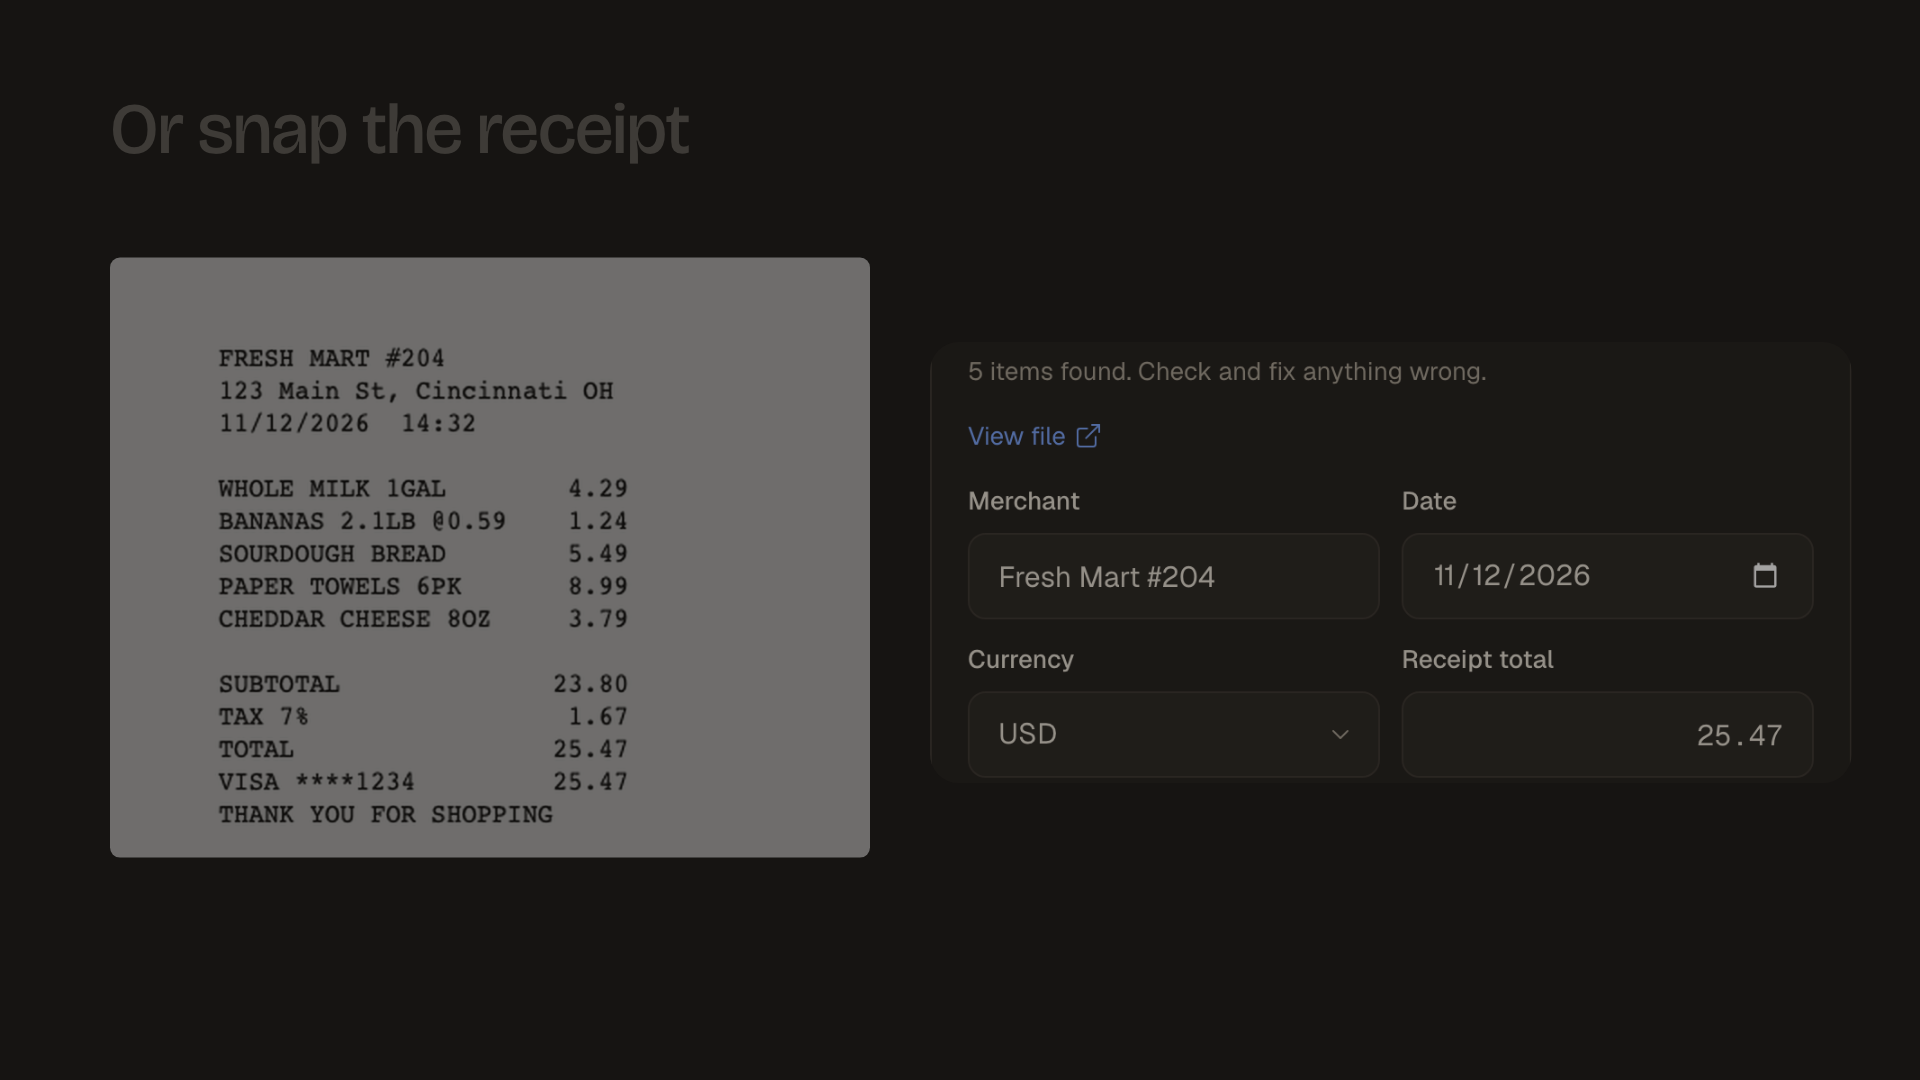 Or snap the receipt
FRESH MART #204
123 Main St, Cincinnati OH
11/12/2026  14:32
WHOLE MILK 1GAL 4.29
BANANAS 2.1LB @0.59 1.24
SOURDOUGH BREAD 5.49
PAPER TOWELS 6PK 8.99
CHEDDAR CHEESE 8OZ 3.79
SUBTOTAL 23.80
TAX 7% 1.67
TOTAL 25.47
VISA ****1234 25.47
THANK YOU FOR SHOPPING
5 items found. Check and fix anything wrong.
View file
Merchant
Fresh Mart #204
Date
11/12/2026
Currency
USD
Receipt total
25.47